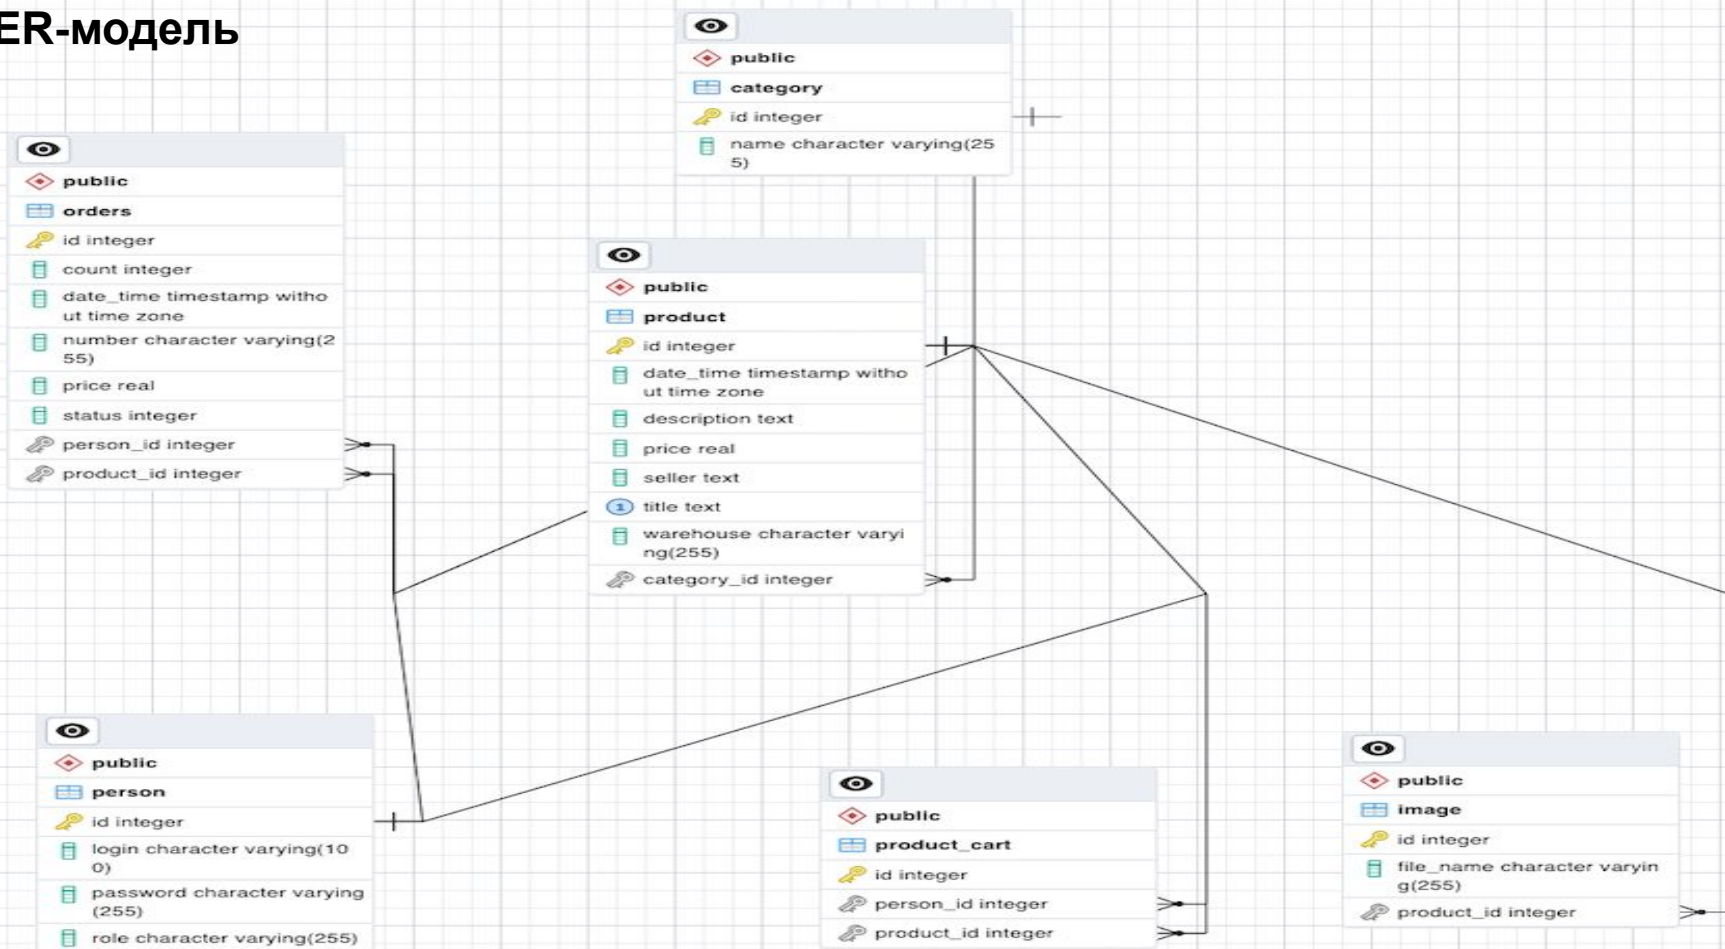 ER-модель
public
category
id integer
name character varying(25
5)
public
orders
id integer
count integer
date_time timestamp witho
ut time zone
number character varying(2
55)
price real
status integer
person_id integer
product_id integer
public
product
id integer
date_time timestamp witho
ut time zone
description text
price real
seller text
1 title text
warehouse character varyi
ng(255)
category_id integer
public
person
id integer
login character varying(10
0)
password character varying
(255)
role character varying(255)
public
product_cart
id integer
person_id integer
product_id integer
public
image
id integer
file_name character varyin
g(255)
product_id integer